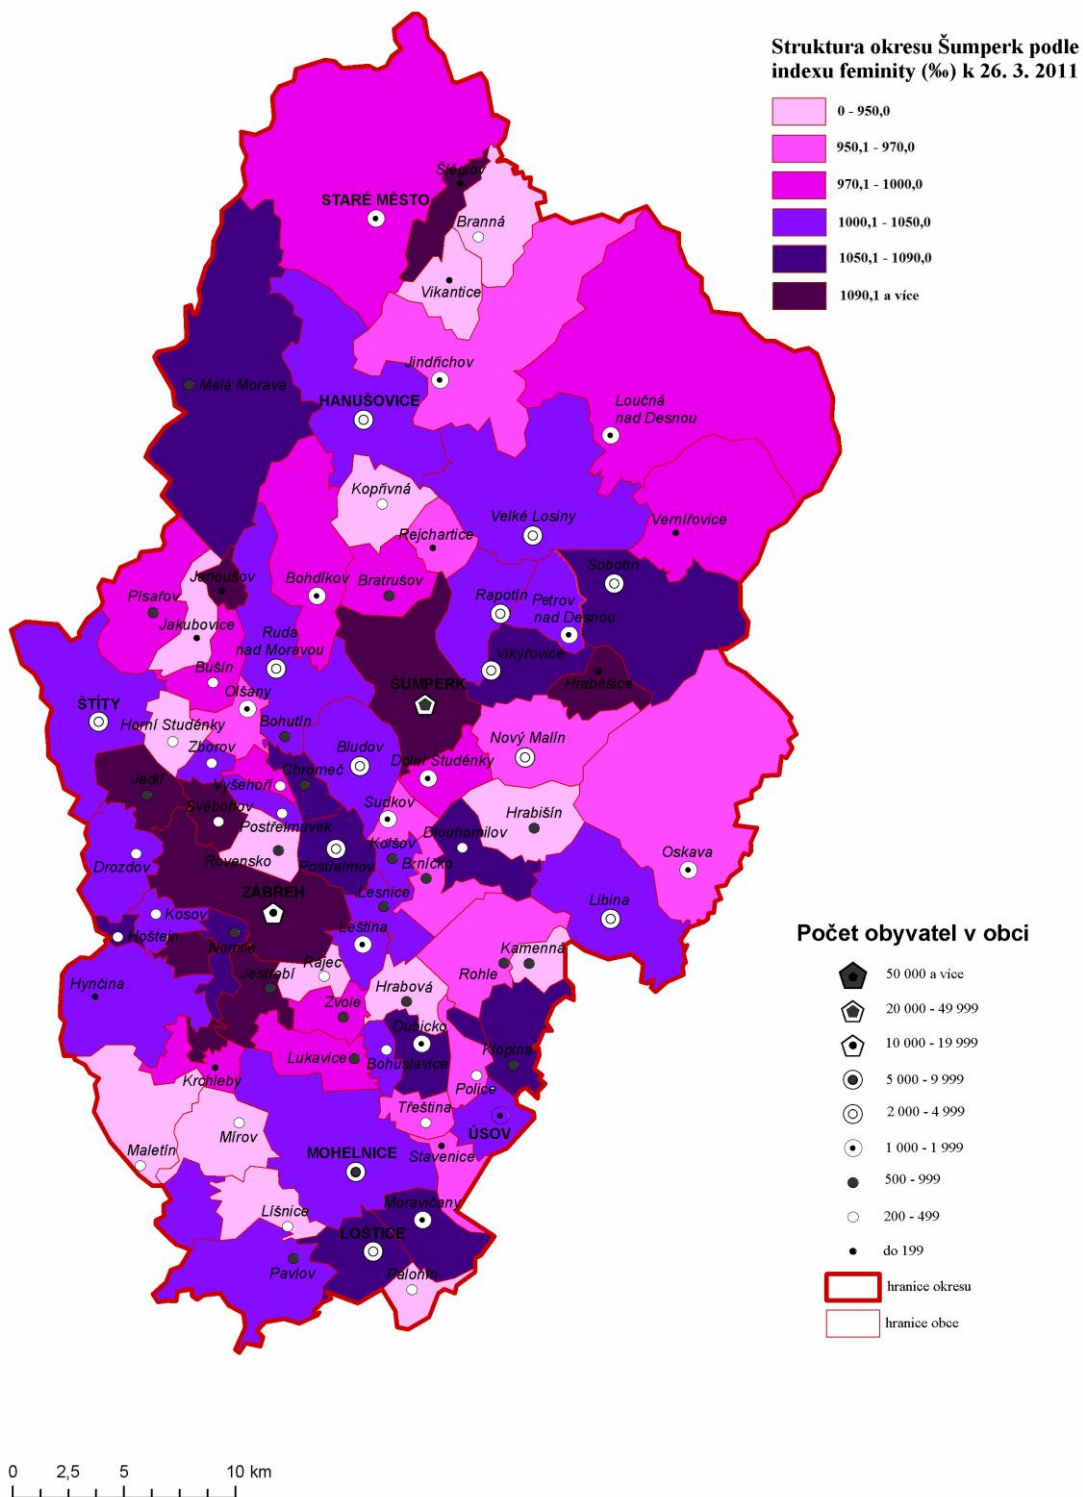 Struktura okresu Šumperk podle
indexu feminity (‰) k 26. 3. 2011
0 - 950,0
950,1 - 970,0
970,1 - 1000,0
1000,1 - 1050,0
1050,1 - 1090,0
1090,1 a více
Šléglov
STARÉ MĚSTO
Branná
Vikantice
Jindřichov
Malá Morava
HANUŠOVICE
Loučná
nad Desnou
Kopřivná
Velké Losiny
Vernířovice
Rejchartice
Sobotín
Janoušov
Bohdíkov
Bratrušov
Písařov
Rapotín
Petrov
nad Desnou
Jakubovice
Ruda
nad Moravou
Vikýřovice
Bušín
ŠUMPERK
Hraběšice
Olšany
ŠTÍTY
Horní Studénky
Bohutín
Zborov
Bludov
Nový Malín
Dolní Studénky
Chromeč
Jedlí
Vyšehoří
Svébohov
Sudkov
Hrabišín
Postřelmůvek
Dlouhomilov
Kolšov
Rovensko
Postřelmov
Brníčko
Drozdov
Oskava
ZÁBŘEH
Lesnice
Libina
Kosov
Leština
Hoštejn
Nemile
Kamenná
Rájec
Rohle
Jestřebí
Hynčina
Hrabová
Zvole
Dubicko
Lukavice
Bohuslavice
Klopina
Krchleby
Police
Třeština
Mírov
ÚSOV
Maletín
MOHELNICE
Stavenice
Moravičany
Líšnice
LOŠTICE
Pavlov
Palonín
Počet obyvatel v obci
50 000 a více
20 000 - 49 999
10 000 - 19 999
5 000 - 9 999
2 000 - 4 999
1 000 - 1 999
500 - 999
200 - 499
do 199
hranice okresu
hranice obce
0 2,5 5 10 km